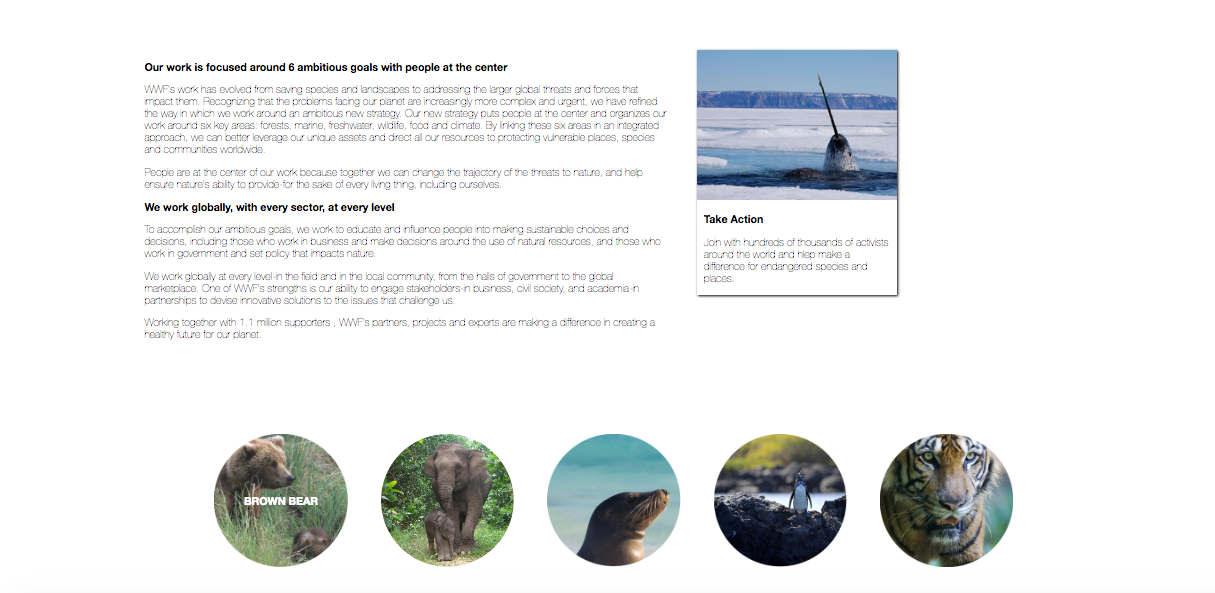 Our work is focused around 6 ambitious goals with people at the center
WWF's work has evolved from saving species and landscapes to addressing the larger global threats and forces that
impact them. Recognizing that the problems facing our planet are increasingly more complex and urgent, we have refined
the way in which we work around an ambitious new strategy. Our new strategy puts people at the center and organizes our
work around six key areas: forests, marine, freshwater, wildlife, food and climate. By linking these six areas in an integrated
approach, we can better leverage our unique assets and direct all our resources to protecting vulnerable places, species
and communities worldwide.
People are at the center of our work because together we can change the trajectory of the threats to nature, and help
ensure nature's ability to provide-for the sake of every living thing, including ourselves.
We work globally, with every sector, at every level
To accomplish our ambitious goals, we work to educate and influence people into making sustainable choices and
decisions, including those who work in business and make decisions around the use of natural resources, and those who
work in government and set policy that impacts nature.
We work globally at every level-in the field and in the local community, from the halls of government to the global
marketplace. One of WWF's strengths is our ability to engage stakeholders-in business, civil society, and academia-in
partnerships to devise innovative solutions to the issues that challenge us.
Working together with 1.1 million supporters , WWF's partners, projects and experts are making a difference in creating a
healthy future for our planet.
Take Action
Join with hundreds of thousands of activists
around the world and hlep make a
difference for endangered species and
places.
BROWN BEAR